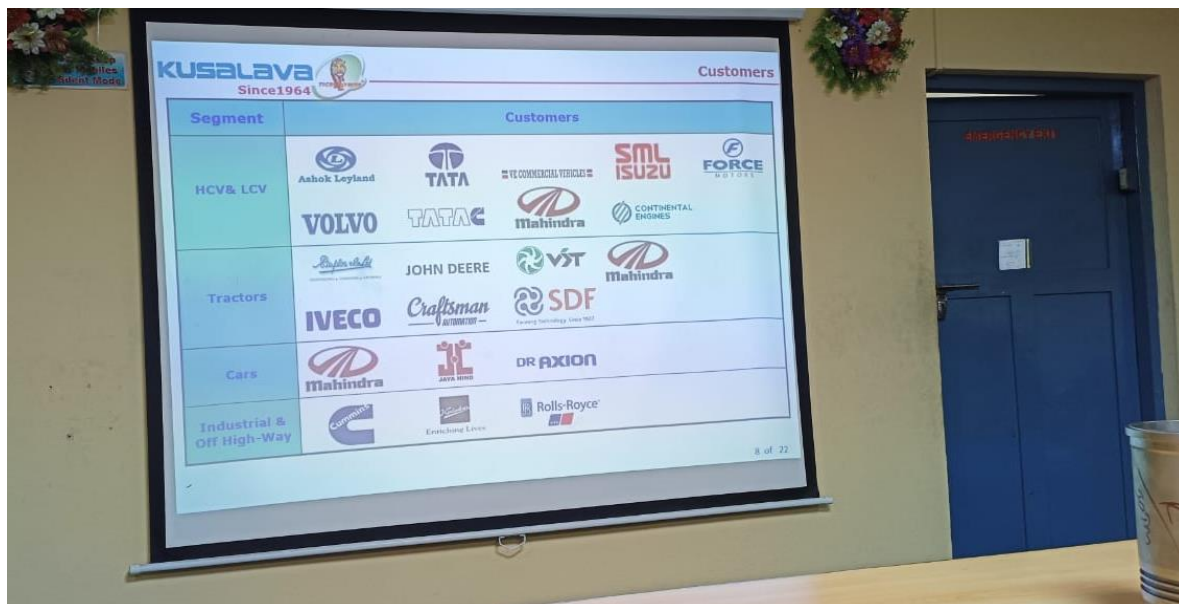 KUSALAVA
Since1964
Customers
Segment
Customers
HCV& LCV
Ashok Leyland
TATA
VE COMMERCIAL VEHICLES
SML
ISUZU
FORCE
MOTORS
VOLVO
TATA
Mahindra
CONTINENTAL
ENGINES
Tractors
JOHN DEERE
VST
Mahindra
IVECO
Craftsman
AUTOMATION
SDF
Cars
Mahindra
JAYA HIND
DR AXION
Industrial &
Off High-Way
Cummins
Enriching Lives
Rolls-Royce
8 of 22